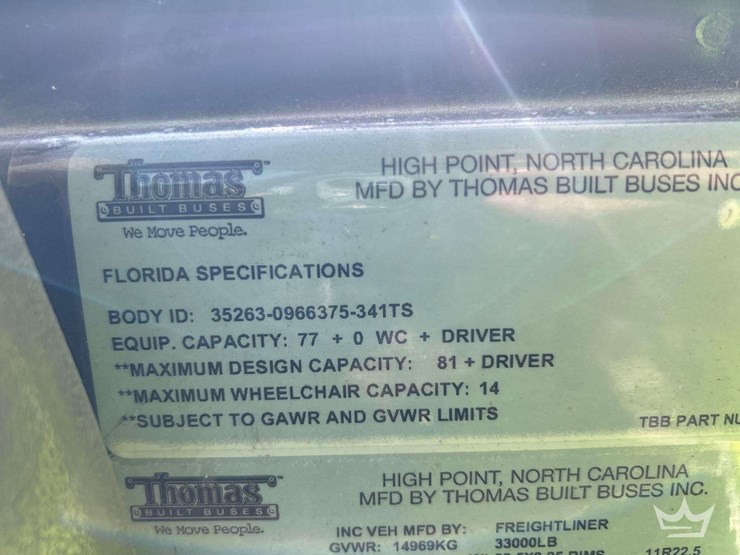 Thomas
BUILT BUSES
We Move People.
HIGH POINT, NORTH CAROLINA
MFD BY THOMAS BUILT BUSES INC
FLORIDA SPECIFICATIONS
BODY ID: 35263-0966375-341TS
EQUIP. CAPACITY: 77 + 0 WC + DRIVER
**MAXIMUM DESIGN CAPACITY: 81 + DRIVER
**MAXIMUM WHEELCHAIR CAPACITY: 14
**SUBJECT TO GAWR AND GVWR LIMITS
TBB PART NU
Thomas
BUILT BUSES
We Move People.
HIGH POINT, NORTH CAROLINA
MFD BY THOMAS BUILT BUSES INC.
INC VEH MFD BY: FREIGHTLINER
GVWR: 14969KG 33000LB
RIMS 11R22.5